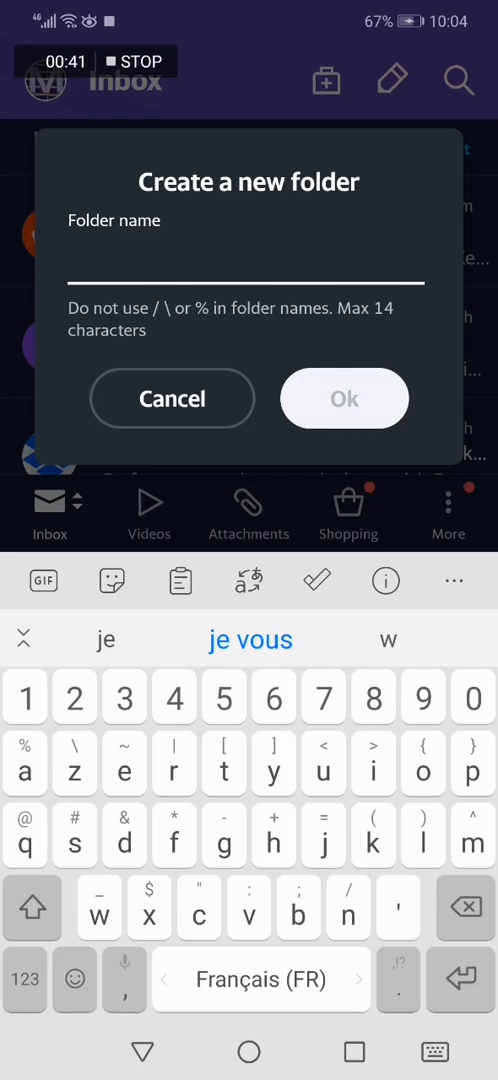 4G 67% 10:04
00:41 STOP
Inbox
Create a new folder
Folder name
Do not use / \ or % in folder names. Max 14
characters
Cancel Ok
Inbox Videos Attachments Shopping More
GIF
je je vous w
1 2 3 4 5 6 7 8 9 0
% \ ~ | [ ] < > { }
a z e r t y u i o p
@ # & * - + = ( ) ^
q s d f g h j k l m
_ $ " : ; /
w x c v b n '
,!?
123 , Français (FR) .